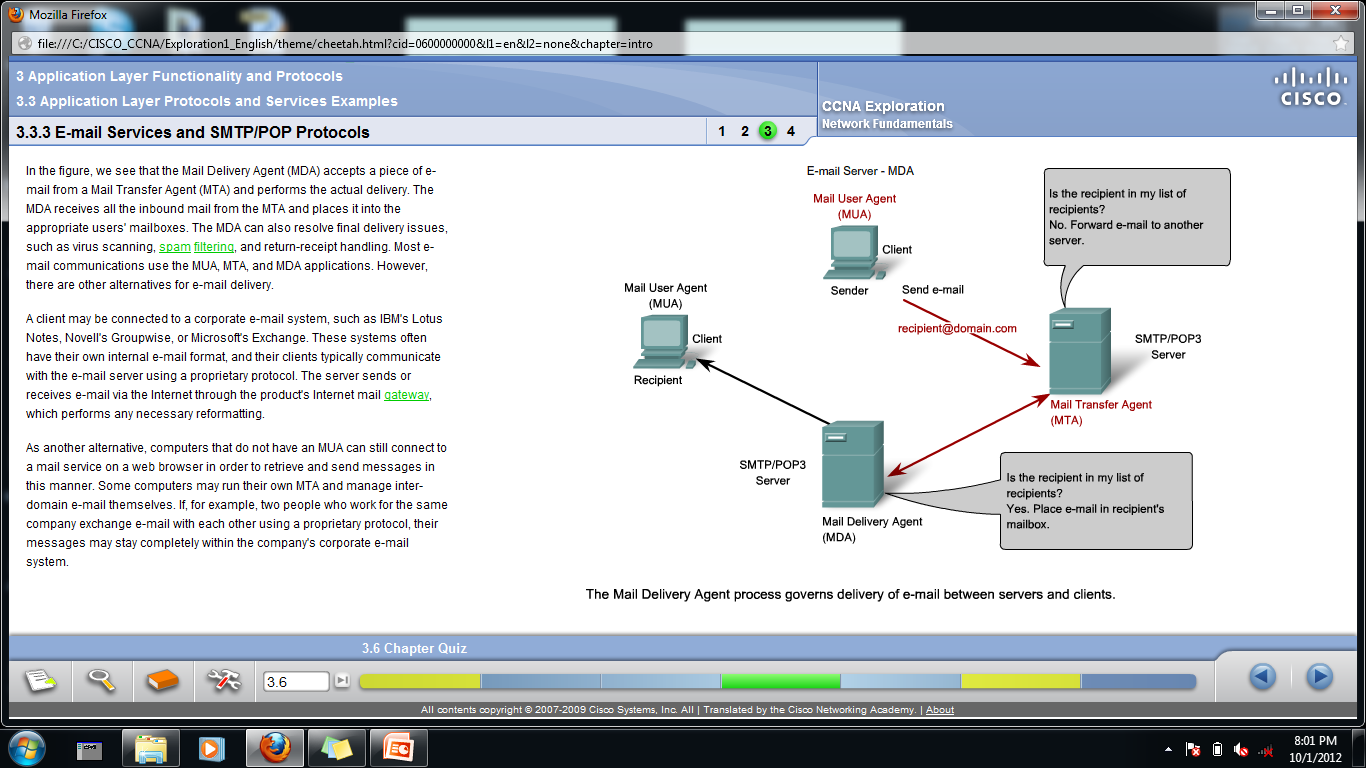 Mozilla Firefox
file:///C:/CISCO_CCNA/Exploration1_English/theme/cheetah.html?cid=0600000000&l1=en&l2=none&chapter=intro
3 Application Layer Functionality and Protocols
3.3 Application Layer Protocols and Services Examples
3.3.3 E-mail Services and SMTP/POP Protocols
1 2 3 4
CCNA Exploration
Network Fundamentals
CISCO
In the figure, we see that the Mail Delivery Agent (MDA) accepts a piece of e-
mail from a Mail Transfer Agent (MTA) and performs the actual delivery. The
MDA receives all the inbound mail from the MTA and places it into the
appropriate users' mailboxes. The MDA can also resolve final delivery issues,
such as virus scanning, spam filtering, and return-receipt handling. Most e-
mail communications use the MUA, MTA, and MDA applications. However,
there are other alternatives for e-mail delivery.
A client may be connected to a corporate e-mail system, such as IBM's Lotus
Notes, Novell's Groupwise, or Microsoft's Exchange. These systems often
have their own internal e-mail format, and their clients typically communicate
with the e-mail server using a proprietary protocol. The server sends or
receives e-mail via the Internet through the product's Internet mail gateway,
which performs any necessary reformatting.
As another alternative, computers that do not have an MUA can still connect to
a mail service on a web browser in order to retrieve and send messages in
this manner. Some computers may run their own MTA and manage inter-
domain e-mail themselves. If, for example, two people who work for the same
company exchange e-mail with each other using a proprietary protocol, their
messages may stay completely within the company's corporate e-mail
system.
E-mail Server - MDA
Mail User Agent
(MUA)
Client
Sender
Send e-mail
recipient@domain.com
Is the recipient in my list of
recipients?
No. Forward e-mail to another
server.
SMTP/POP3
Server
Mail Transfer Agent
(MTA)
Mail User Agent
(MUA)
Client
Recipient
SMTP/POP3
Server
Mail Delivery Agent
(MDA)
Is the recipient in my list of
recipients?
Yes. Place e-mail in recipient's
mailbox.
The Mail Delivery Agent process governs delivery of e-mail between servers and clients.
3.6 Chapter Quiz
3.6
All contents copyright © 2007-2009 Cisco Systems, Inc. All | Translated by the Cisco Networking Academy. | About
8:01 PM
10/1/2012